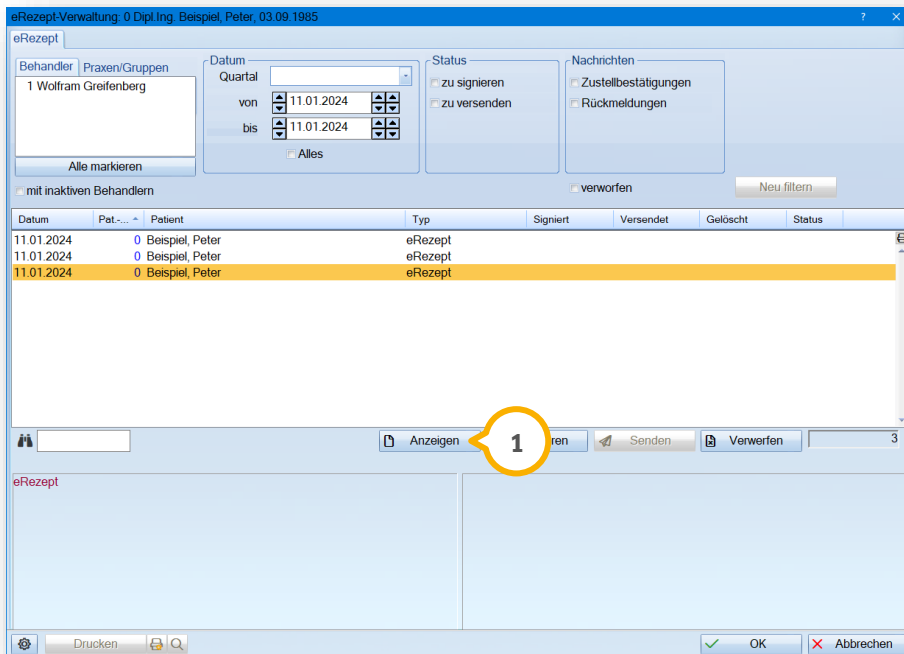 eRezept-Verwaltung: 0 Dipl.Ing. Beispiel, Peter, 03.09.1985 ?
eRezept
Behandler Praxen/Gruppen
1 Wolfram Greifenberg
Alle markieren
mit inaktiven Behandlern
Datum
Quartal
von 11.01.2024
bis 11.01.2024
Alles
Status
zu signieren
zu versenden
Nachrichten
Zustellbestätigungen
Rückmeldungen
verworfen
Neu filtern
Datum Pat.-... Patient Typ Signiert Versendet Gelöscht Status
11.01.2024 0 Beispiel, Peter eRezept
11.01.2024 0 Beispiel, Peter eRezept
11.01.2024 0 Beispiel, Peter eRezept
Anzeigen 1 ren Senden Verwerfen 3
eRezept
Drucken OK Abbrechen